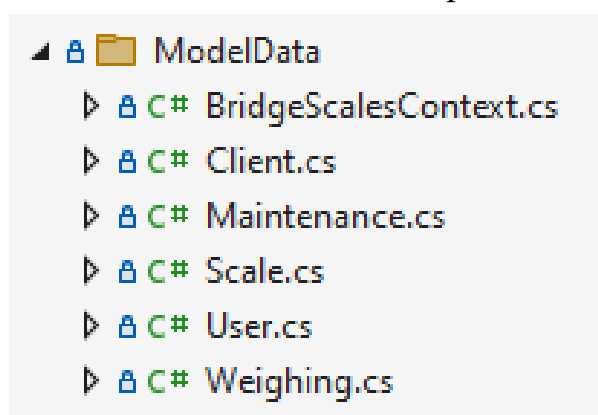 ModelData
C# BridgeScalesContext.cs
C# Client.cs
C# Maintenance.cs
C# Scale.cs
C# User.cs
C# Weighing.cs